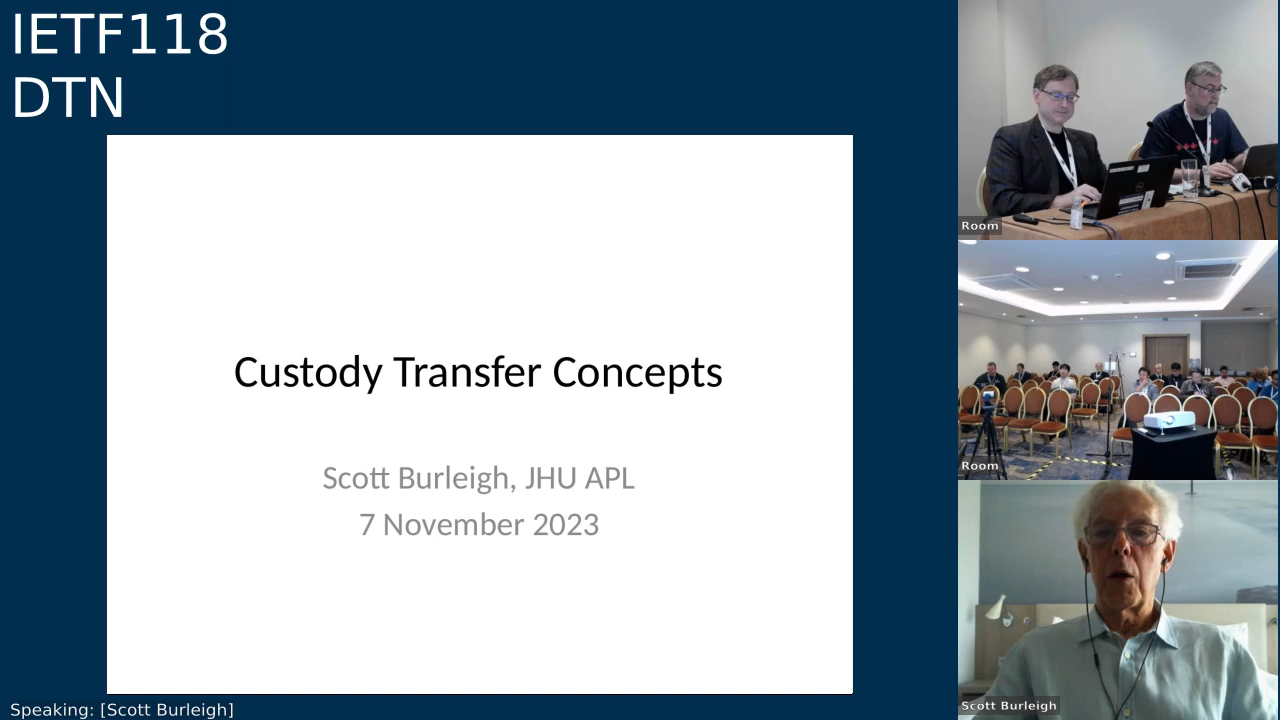 IETF118
DTN
Custody Transfer Concepts
Scott Burleigh, JHU APL
7 November 2023
Room
Room
Scott Burleigh
Speaking: [Scott Burleigh]